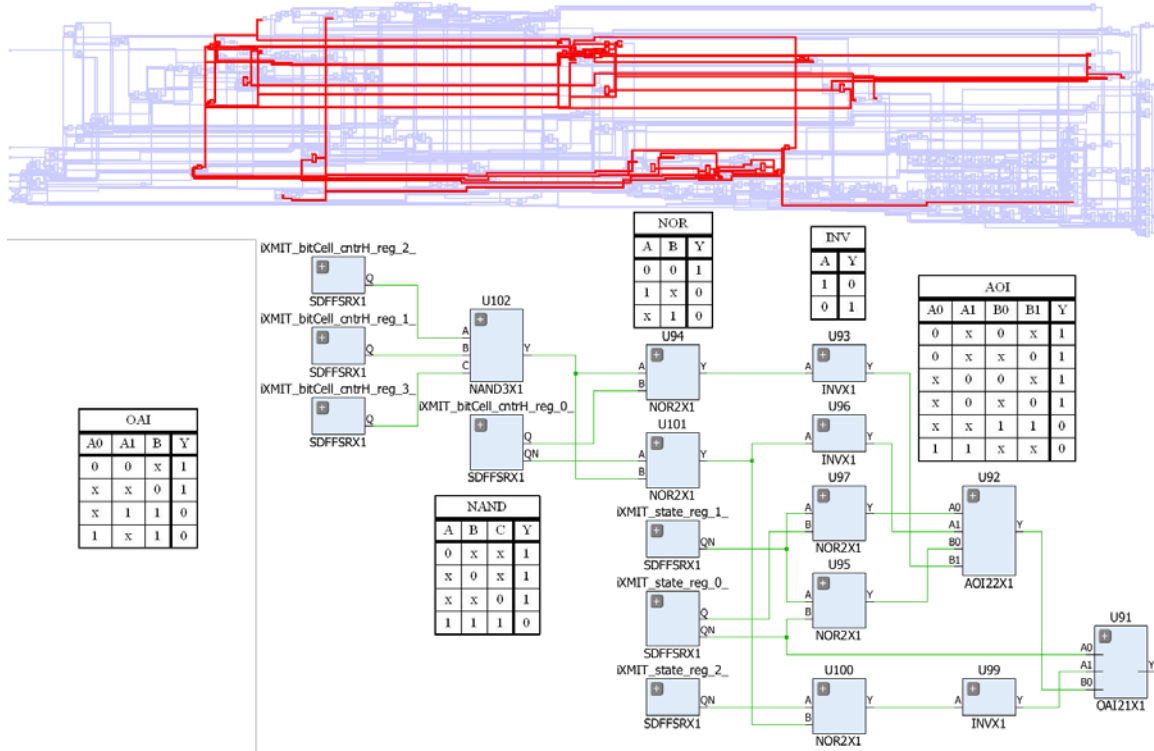 NOR
A B Y
0 0 1
1 x 0
x 1 0
INV
A Y
1 0
0 1
AOI
A0 A1 B0 B1 Y
0 x 0 x 1
0 x x 0 1
x 0 0 x 1
x 0 x 0 1
x x 1 1 0
1 1 x x 0
OAI
A0 A1 B Y
0 0 x 1
x x 0 1
x 1 1 0
1 x 1 0
NAND
A B C Y
0 x x 1
x 0 x 1
x x 0 1
1 1 1 0
iXMIT_bitCell_cntrH_reg_2_
Q
SDFFSRX1
iXMIT_bitCell_cntrH_reg_1_
Q
SDFFSRX1
iXMIT_bitCell_cntrH_reg_3_
Q
SDFFSRX1
U102
A
B
C
Y
NAND3X1
iXMIT_bitCell_cntrH_reg_0_
Q
QN
SDFFSRX1
U94
A
B
Y
NOR2X1
U101
A
B
Y
NOR2X1
U93
A
Y
INVX1
U96
A
Y
INVX1
iXMIT_state_reg_1_
QN
SDFFSRX1
iXMIT_state_reg_0_
Q
QN
SDFFSRX1
iXMIT_state_reg_2_
QN
SDFFSRX1
U97
A
B
Y
NOR2X1
U95
A
B
Y
NOR2X1
U92
A0
A1
B0
B1
Y
AOI22X1
U100
A
B
Y
NOR2X1
U99
A
Y
INVX1
U91
A0
A1
B0
Y
OAI21X1